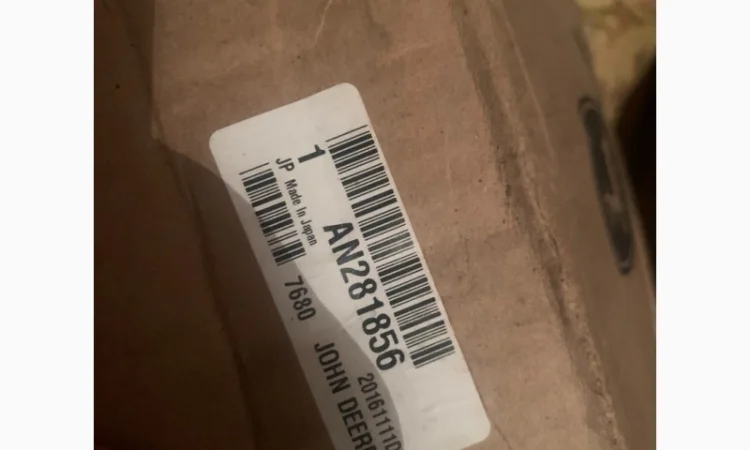 1
AN281856
20161110
JP Made In Japan
7680
JOHN DEER